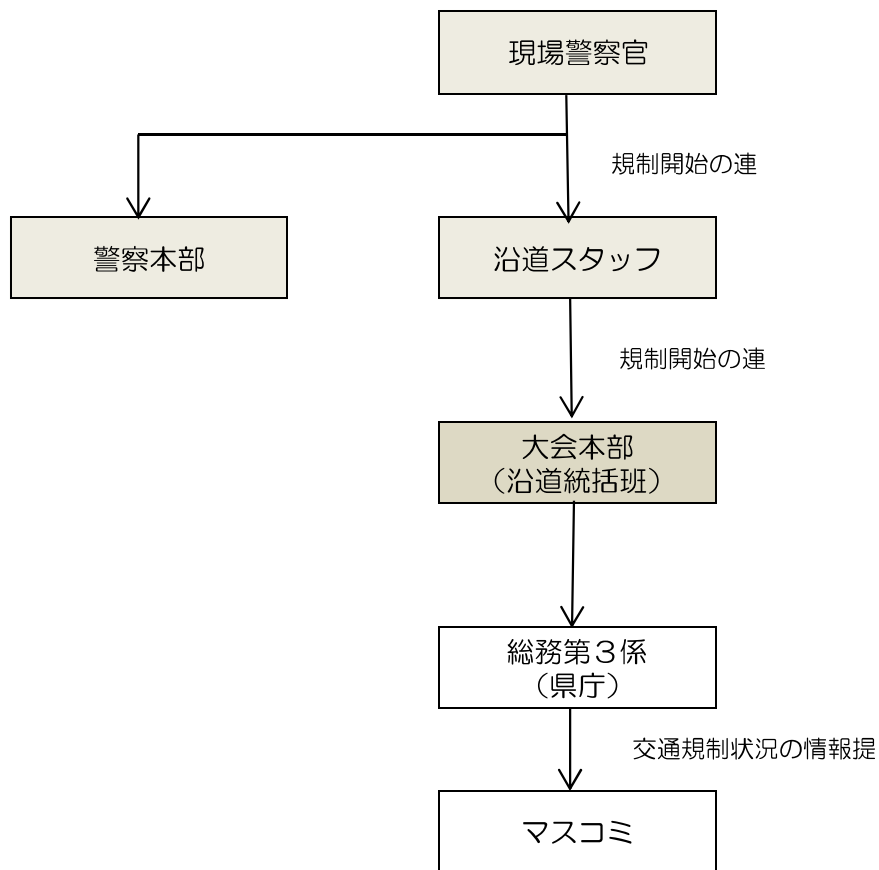 現場警察官
規制開始の連
警察本部
沿道スタッフ
規制開始の連
大会本部
（沿道統括班）
総務第３係
（県庁）
交通規制状況の情報提
マスコミ